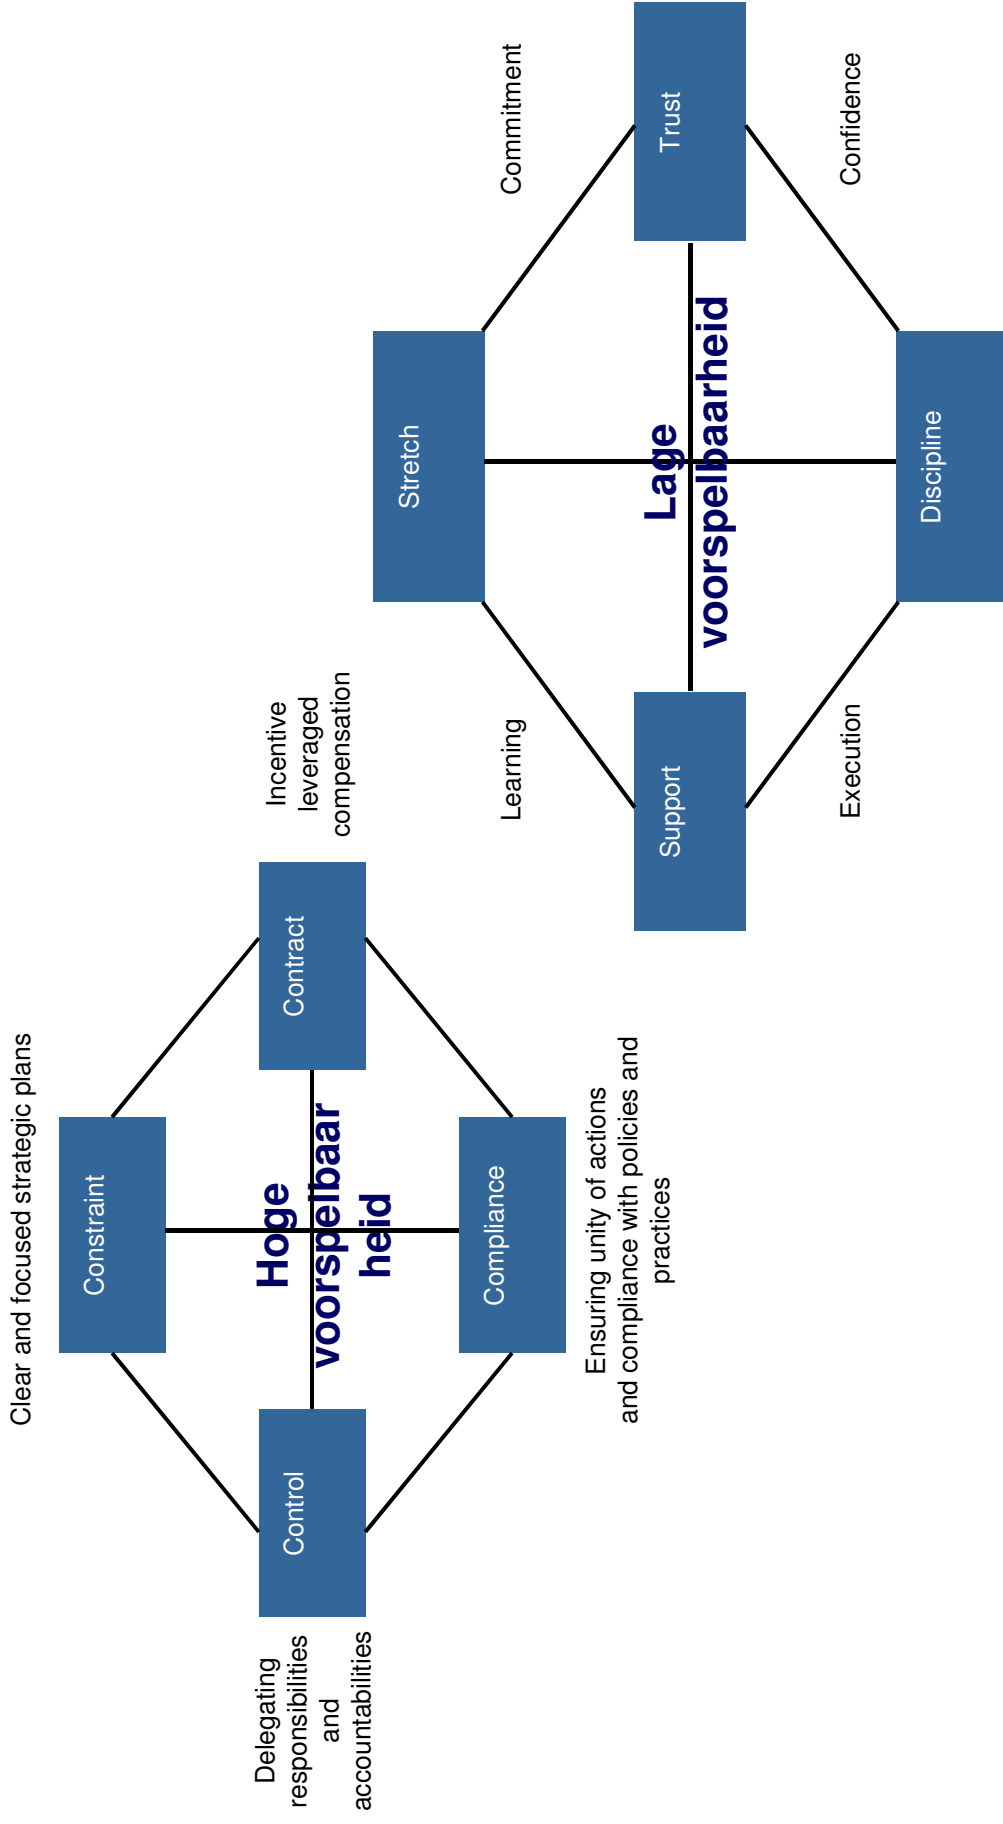 Clear and focused strategic plans
Constraint
Delegating
responsibilities
and
accountabilities
Control
Hoge
voorspelbaar
heid
Contract
Incentive
leveraged
compensation
Compliance
Ensuring unity of actions
and compliance with policies and
practices
Stretch
Learning
Commitment
Support
Lage
voorspelbaarheid
Trust
Execution
Confidence
Discipline